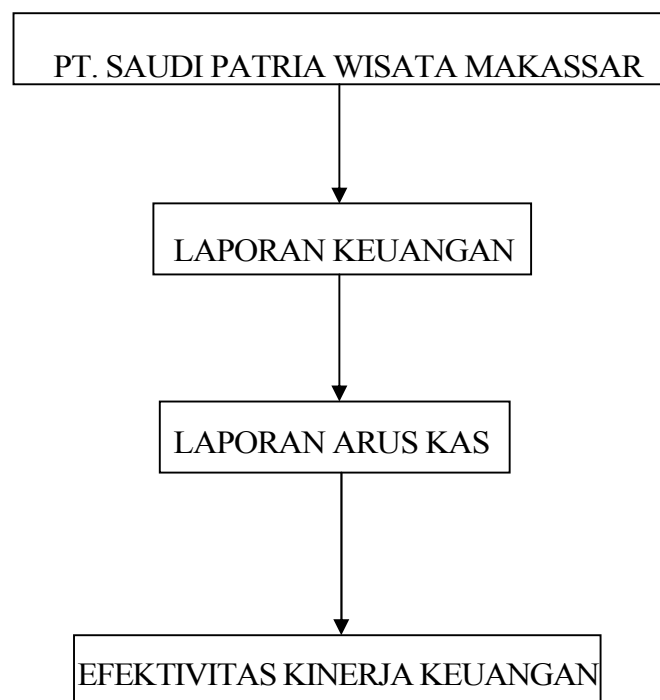 PT. SAUDI PATRIA WISATA MAKASSAR
LAPORAN KEUANGAN
LAPORAN ARUS KAS
EFEKTIVITAS KINERJA KEUANGAN